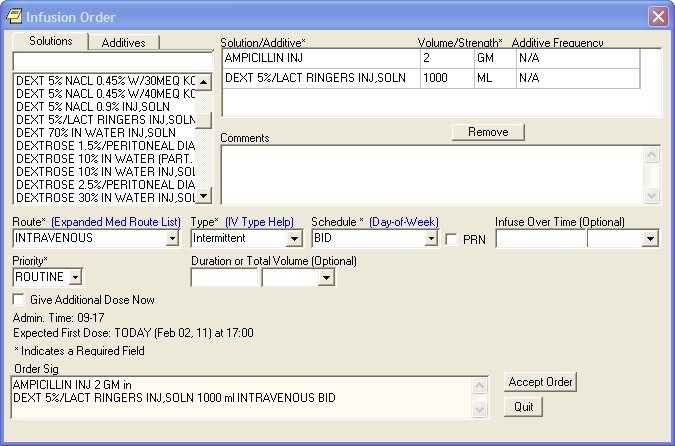 Infusion Order
Solutions
Additives
DEXT 5% NACL 0.45% W/30MEQ KC
DEXT 5% NACL 0.45% W/40MEQ KC
DEXT 5% NACL 0.9% INJ,SOLN
DEXT 5%/LACT RINGERS INJ,SOLN
DEXT 70% IN WATER INJ,SOLN
DEXTROSE 1.5%/PERITONEAL DIA
DEXTROSE 10% IN WATER (PART.
DEXTROSE 10% IN WATER INJ,SOL
DEXTROSE 2.5%/PERITONEAL DIA
DEXTROSE 30% IN WATER INJ,SOL
Solution/Additive* Volume/Strength* Additive Frequency
AMPICILLIN INJ 2 GM N/A
DEXT 5%/LACT RINGERS INJ,SOLN 1000 ML N/A
Comments
Remove
Route* (Expanded Med Route List) Type* (IV Type Help) Schedule * (Day-of-Week) Infuse Over Time (Optional)
INTRAVENOUS Intermittent BID PRN
Priority* Duration or Total Volume (Optional)
ROUTINE
Give Additional Dose Now
Admin. Time: 09-17
Expected First Dose: TODAY (Feb 02, 11) at 17:00
* Indicates a Required Field
Order Sig
AMPICILLIN INJ 2 GM in
DEXT 5%/LACT RINGERS INJ,SOLN 1000 ml INTRAVENOUS BID
Accept Order
Quit